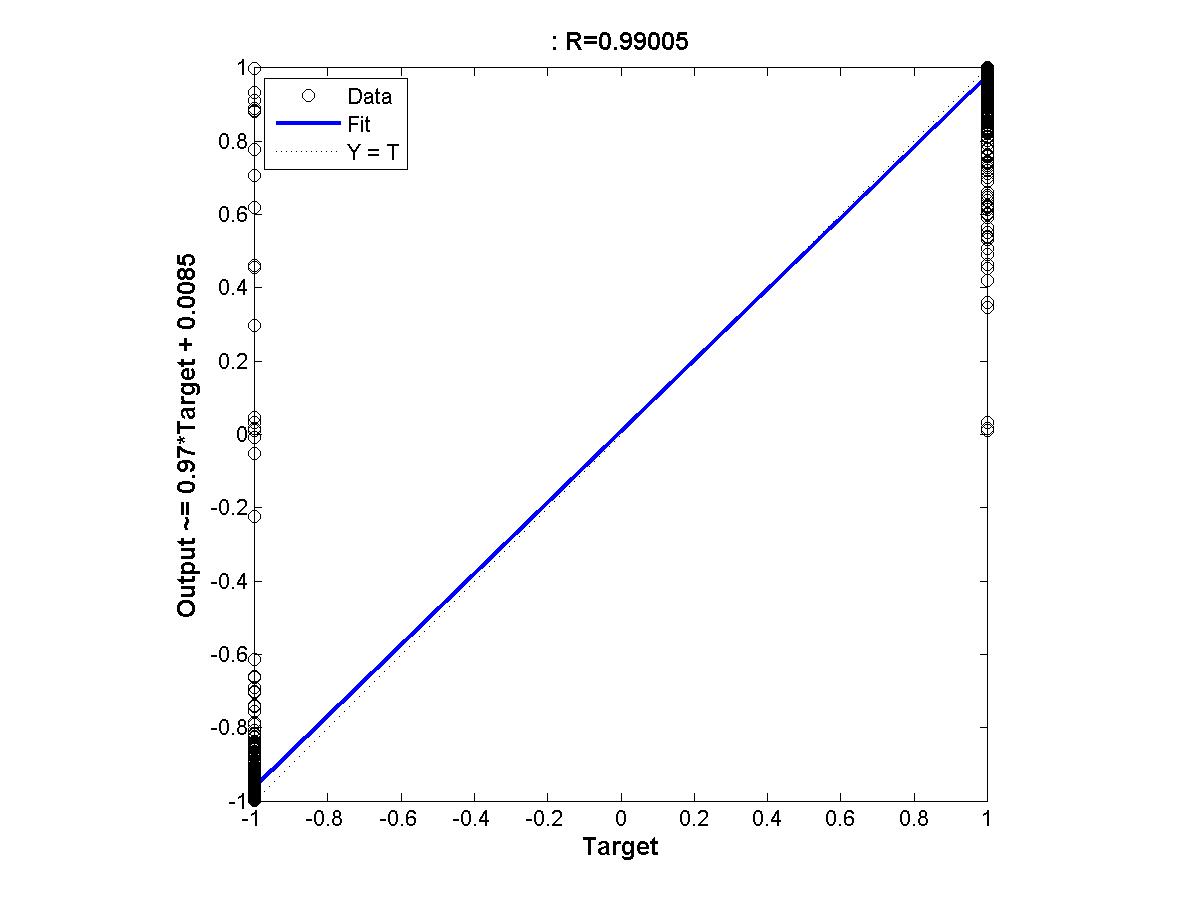 : R=0.99005
Data
Fit
Y = T
Output ~= 0.97*Target + 0.0085
1
0.8
0.6
0.4
0.2
0
-0.2
-0.4
-0.6
-0.8
-1
-1 -0.8 -0.6 -0.4 -0.2 0 0.2 0.4 0.6 0.8 1
Target